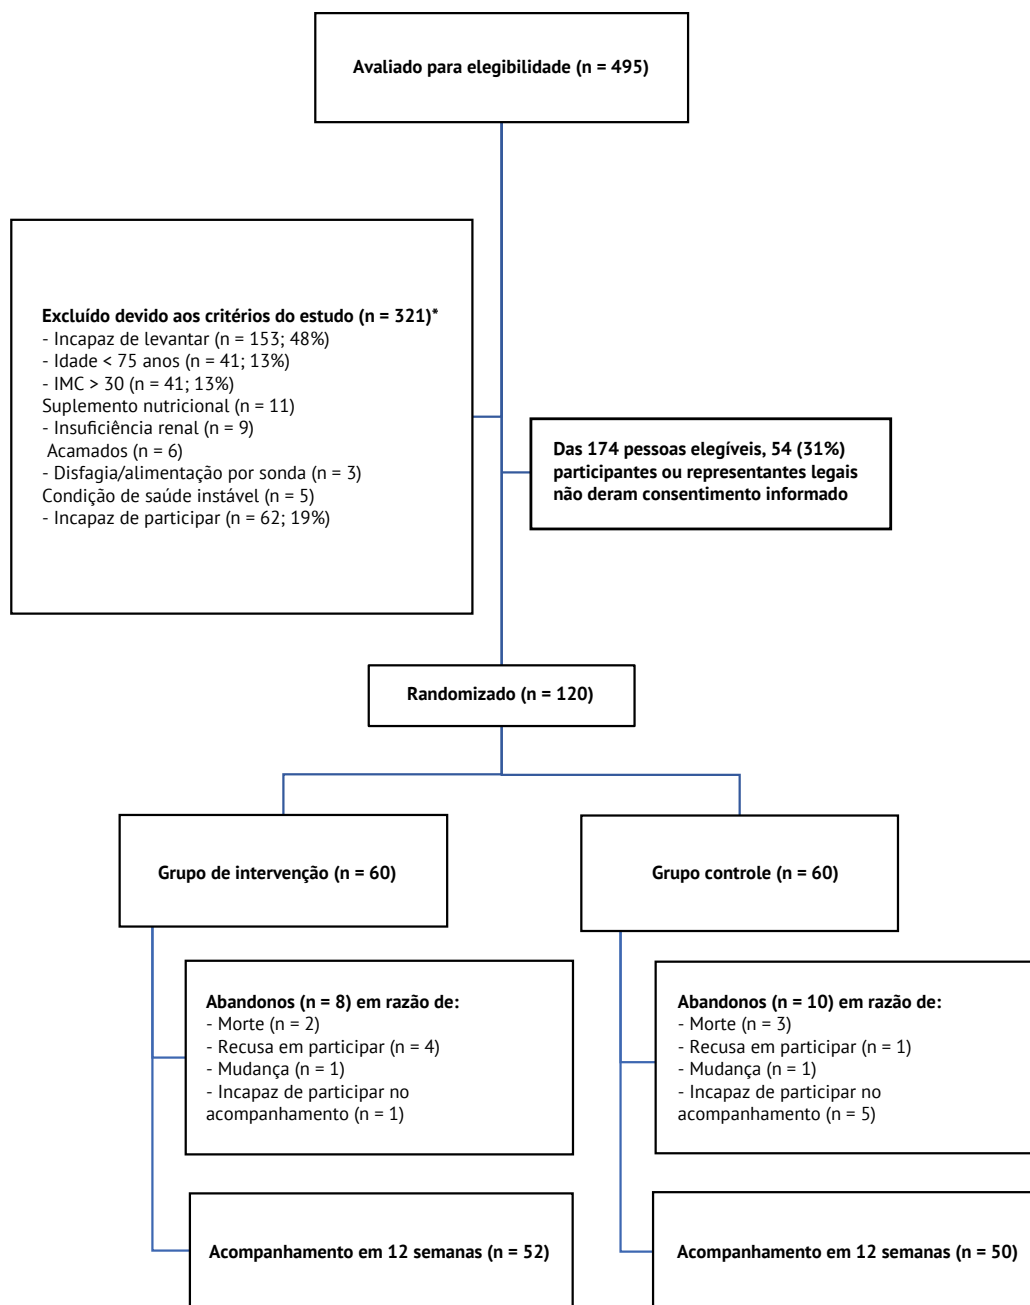 Avaliado para elegibilidade (n = 495)
Excluído devido aos critérios do estudo (n = 321)*
- Incapaz de levantar (n = 153; 48%)
- Idade < 75 anos (n = 41; 13%)
- IMC > 30 (n = 41; 13%)
Suplemento nutricional (n = 11)
- Insuficiência renal (n = 9)
Acamados (n = 6)
- Disfagia/alimentação por sonda (n = 3)
Condição de saúde instável (n = 5)
- Incapaz de participar (n = 62; 19%)
Das 174 pessoas elegíveis, 54 (31%)
participantes ou representantes legais
não deram consentimento informado
Randomizado (n = 120)
Grupo de intervenção (n = 60)
Grupo controle (n = 60)
Abandonos (n = 8) em razão de:
- Morte (n = 2)
- Recusa em participar (n = 4)
- Mudança (n = 1)
- Incapaz de participar no
acompanhamento (n = 1)
Abandonos (n = 10) em razão de:
- Morte (n = 3)
- Recusa em participar (n = 1)
- Mudança (n = 1)
- Incapaz de participar no
acompanhamento (n = 5)
Acompanhamento em 12 semanas (n = 52)
Acompanhamento em 12 semanas (n = 50)